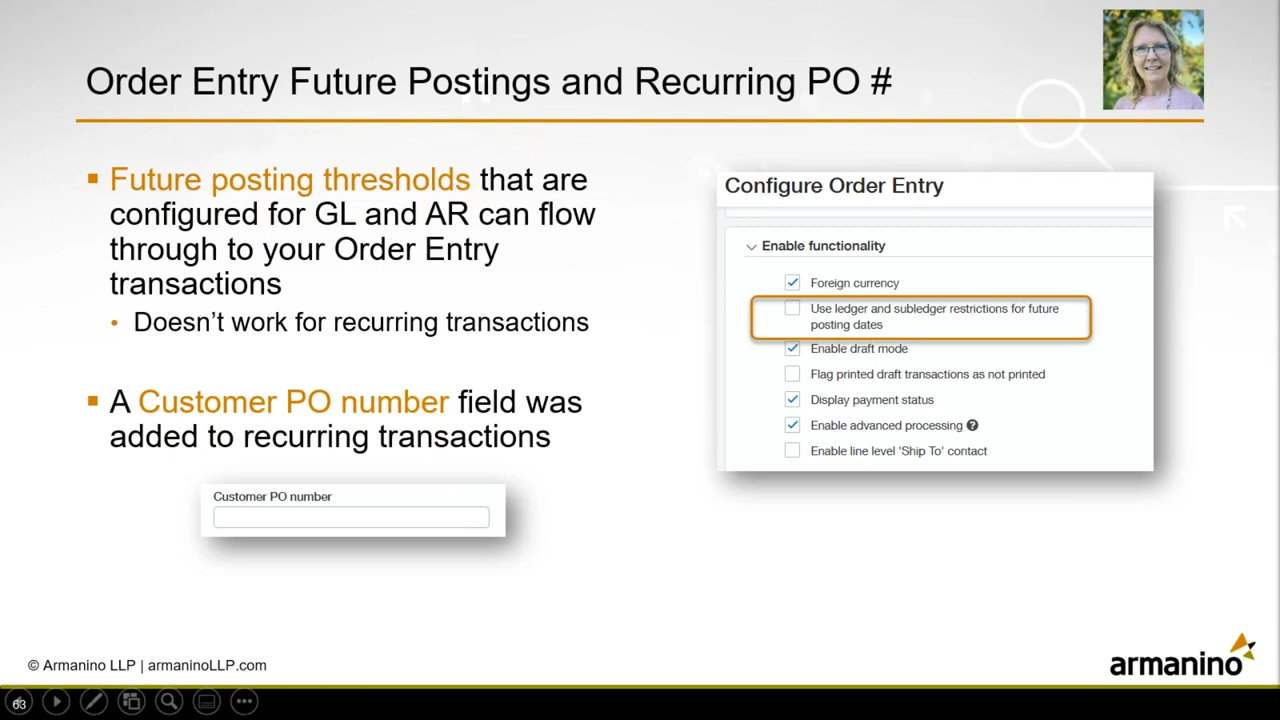 Order Entry Future Postings and Recurring PO #
Future posting thresholds that are
configured for GL and AR can flow
through to your Order Entry
transactions
Doesn’t work for recurring transactions
A Customer PO number field was
added to recurring transactions
Customer PO number
Configure Order Entry
Enable functionality
Foreign currency
Use ledger and subledger restrictions for future
posting dates
Enable draft mode
Flag printed draft transactions as not printed
Display payment status
Enable advanced processing ?
Enable line level 'Ship To' contact
© Armanino LLP | armaninoLLP.com
armanino
63